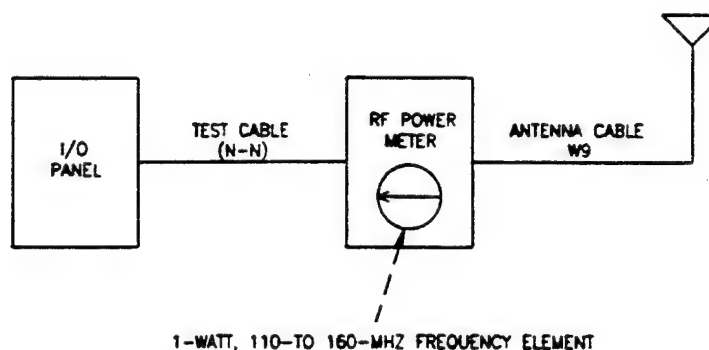 I/O
PANEL
TEST CABLE
(N-N)
RF POWER
METER
ANTENNA CABLE
W9
1-WATT, 110-TO 160-MHZ FREQUENCY ELEMENT